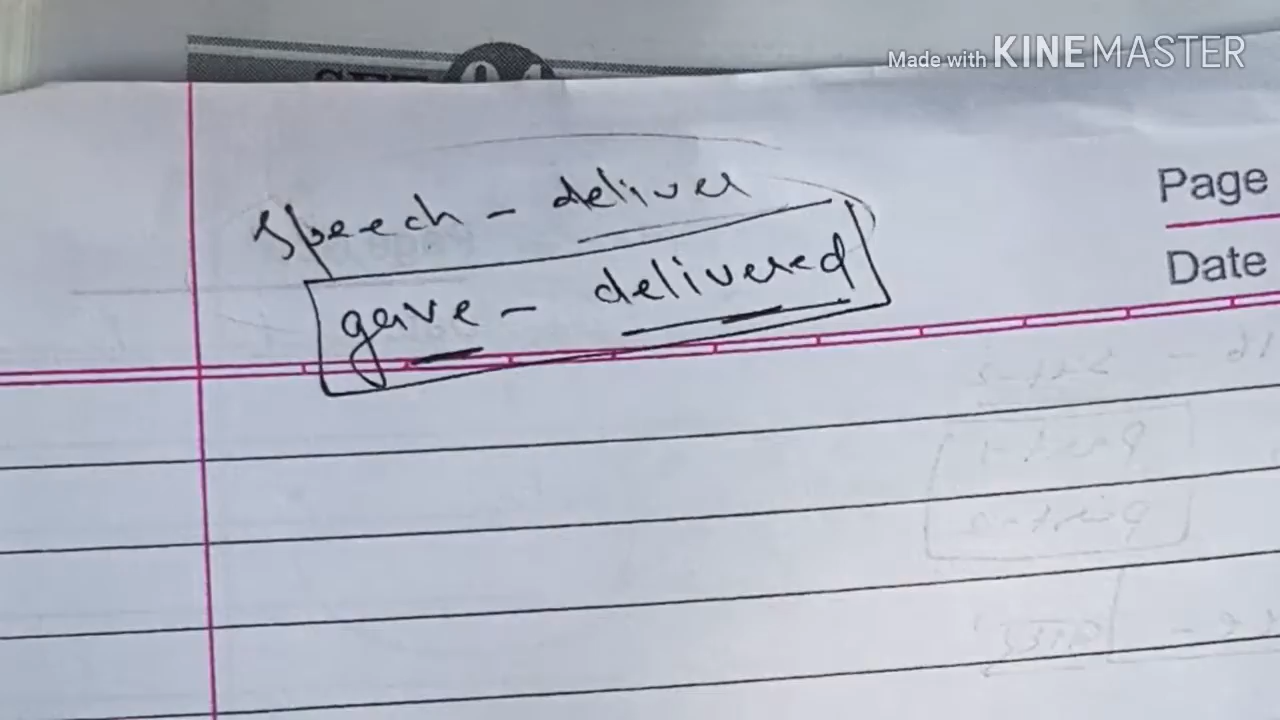 Made with KINEMASTER
Speech - deliver
gave - delivered
Page
Date